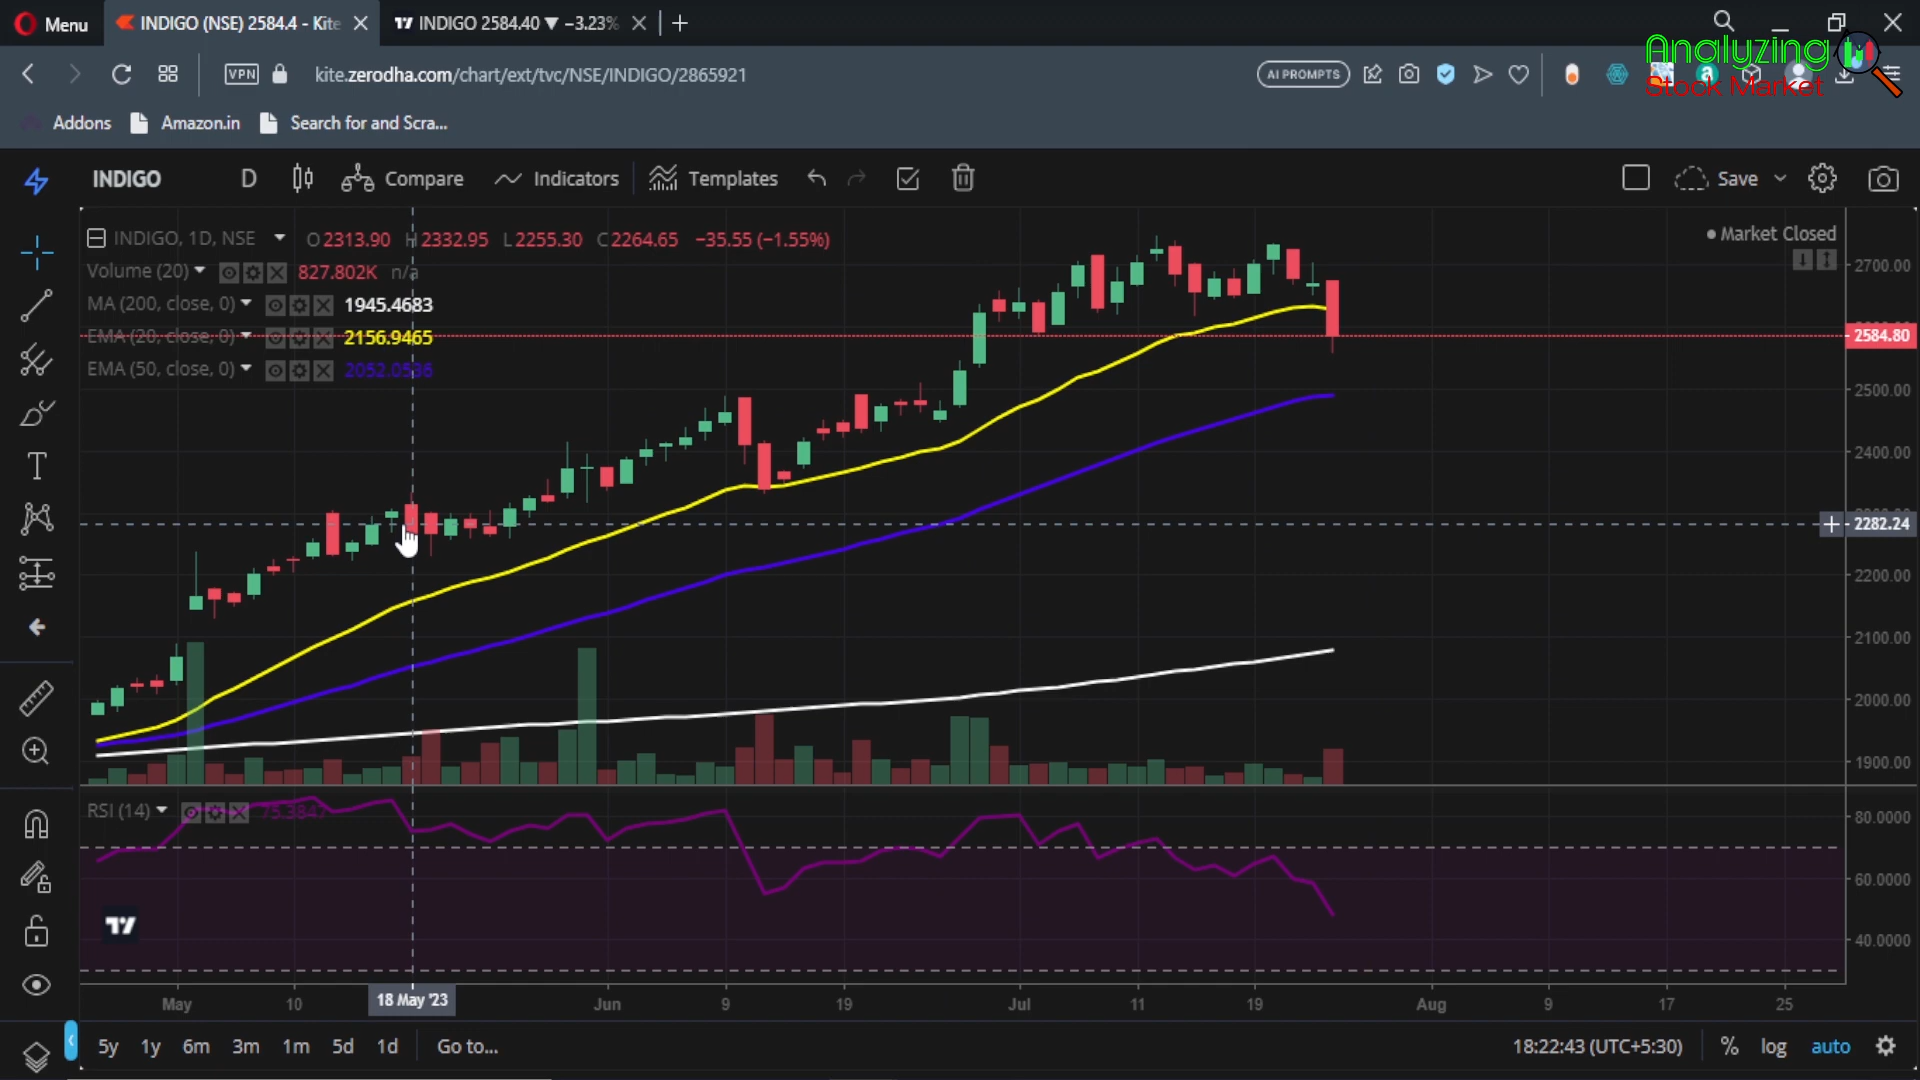 Menu
INDIGO (NSE) 2584.4 - Kite
INDIGO 2584.40 ▼ −3.23%
VPN
kite.zerodha.com/chart/ext/tvc/NSE/INDIGO/2865921
AI PROMPTS
Analyzing
Stock Market
Addons
Amazon.in
Search for and Scra...
INDIGO
D
Compare
Indicators
Templates
Save
INDIGO, 1D, NSE
O2313.90 H2332.95 L2255.30 C2264.65 −35.55 (−1.55%)
Market Closed
Volume (20) 827.802K n/a
MA (200, close, 0) 1945.4683
EMA (20, close, 0) 2156.9465
EMA (50, close, 0) 2052.0536
2700.00
2584.80
2500.00
2400.00
2282.24
2200.00
2100.00
2000.00
1900.00
RSI (14) 75.3847
80.0000
60.0000
40.0000
May
10
18 May '23
Jun
9
19
Jul
11
19
Aug
9
17
25
5y 1y 6m 3m 1m 5d 1d Go to...
18:22:43 (UTC+5:30) % log auto